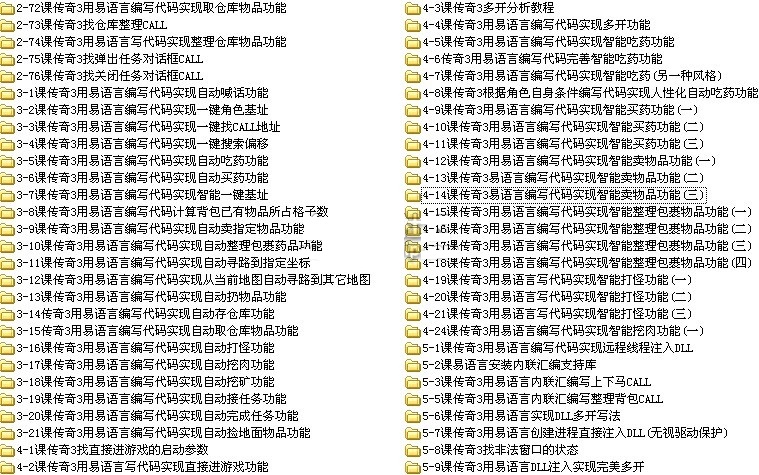 2-72课传奇3用易语言编写代码实现取仓库物品功能
2-73课传奇3找仓库整理CALL
2-74课传奇3用易语言写代码实现整理仓库物品功能
2-75课传奇3找弹出任务对话框CALL
2-76课传奇3找关闭任务对话框CALL
3-1课传奇3用易语言编写代码实现自动喊话功能
3-2课传奇3用易语言编写代码实现一键角色基址
3-3课传奇3用易语言编写代码实现一键找CALL地址
3-4课传奇3用易语言编写代码实现一键搜索偏移
3-5课传奇3用易语言编写代码实现自动吃药功能
3-6课传奇3用易语言编写代码实现自动买药功能
3-7课传奇3用易语言编写代码实现智能一键基址
3-8课传奇3用易语言编写代码计算背包已有物品所占格子数
3-9课传奇3用易语言编写代码实现自动卖指定物品功能
3-10课传奇3用易语言编写代码实现自动整理包裹药品功能
3-11课传奇3用易语言编写代码实现自动寻路到指定坐标
3-12课传奇3用易语言编写代码实现从当前地图自动寻路到其它地图
3-13课传奇3用易语言编写代码实现自动扔物品功能
3-14传奇3用易语言编写代码实现自动存仓库功能
3-15传奇3用易语言编写代码实现自动取仓库物品功能
3-16课传奇3用易语言编写代码实现自动打怪功能
3-17课传奇3用易语言编写代码实现自动挖肉功能
3-18课传奇3用易语言编写代码实现自动挖矿功能
3-19课传奇3用易语言编写代码实现自动接任务功能
3-20课传奇3用易语言编写代码实现自动完成任务功能
3-21课传奇3用易语言编写代码实现自动捡地面物品功能
4-1课传奇3找直接进游戏的启动参数
4-2课传奇3用易语言写代码实现直接进游戏功能
4-3课传奇3多开分析教程
4-4课传奇3用易语言编写代码实现多开功能
4-5课传奇3用易语言编写代码实现智能吃药功能
4-6传奇3用易语言编写代码完善智能吃药功能
4-7课传奇3用易语言编写代码实现智能吃药(另一种风格)
4-8课传奇3根据角色自身条件编写代码实现人性化自动吃药功能
4-9课传奇3用易语言编写代码实现智能买药功能(一)
4-10课传奇3用易语言编写代码实现智能买药功能(二)
4-11课传奇3用易语言编写代码实现智能买药功能(三)
4-12课传奇3用易语言编写代码实现智能卖物品功能(一)
4-13课传奇3易语言编写代码实现智能卖物品功能(二)
4-14课传奇3易语言编写代码实现智能卖物品功能(三)
4-15课传奇3用易语言编写代码实现智能整理包裹物品功能(一)
4-16课传奇3用易语言编写代码实现智能整理包裹物品功能(二)
4-17课传奇3用易语言编写代码实现智能整理包裹物品功能(三)
4-18课传奇3用易语言编写代码实现智能整理包裹物品功能(四)
4-19课传奇3用易语言写代码实现智能打怪功能(一)
4-20课传奇3用易语言写代码实现智能打怪功能(二)
4-21课传奇3用易语言写代码实现智能打怪功能(三)
4-24课传奇3用易语言写代码实现智能挖肉功能(一)
5-1课传奇3用易语言编写代码实现远程线程注入DLL
5-2课易语言安装内联汇编支持库
5-3课传奇3用易语言内联汇编写上下马CALL
5-5课传奇3用易语言内联汇编写整理背包CALL
5-6课传奇3用易语言实现DLL多开写法
5-7课传奇3用易语言创建进程直接注入DLL(无视驱动保护)
5-8课传奇3找非法窗口的状态
5-9课传奇3用易语言DLL注入实现完美多开